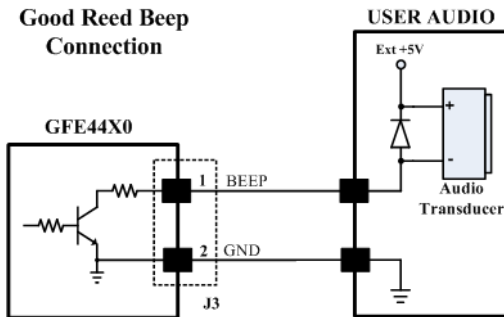 Good Reed Beep
Connection
USER AUDIO
Ext +5V
GFE44X0
+
-
1 BEEP
Audio
Transducer
2 GND
J3